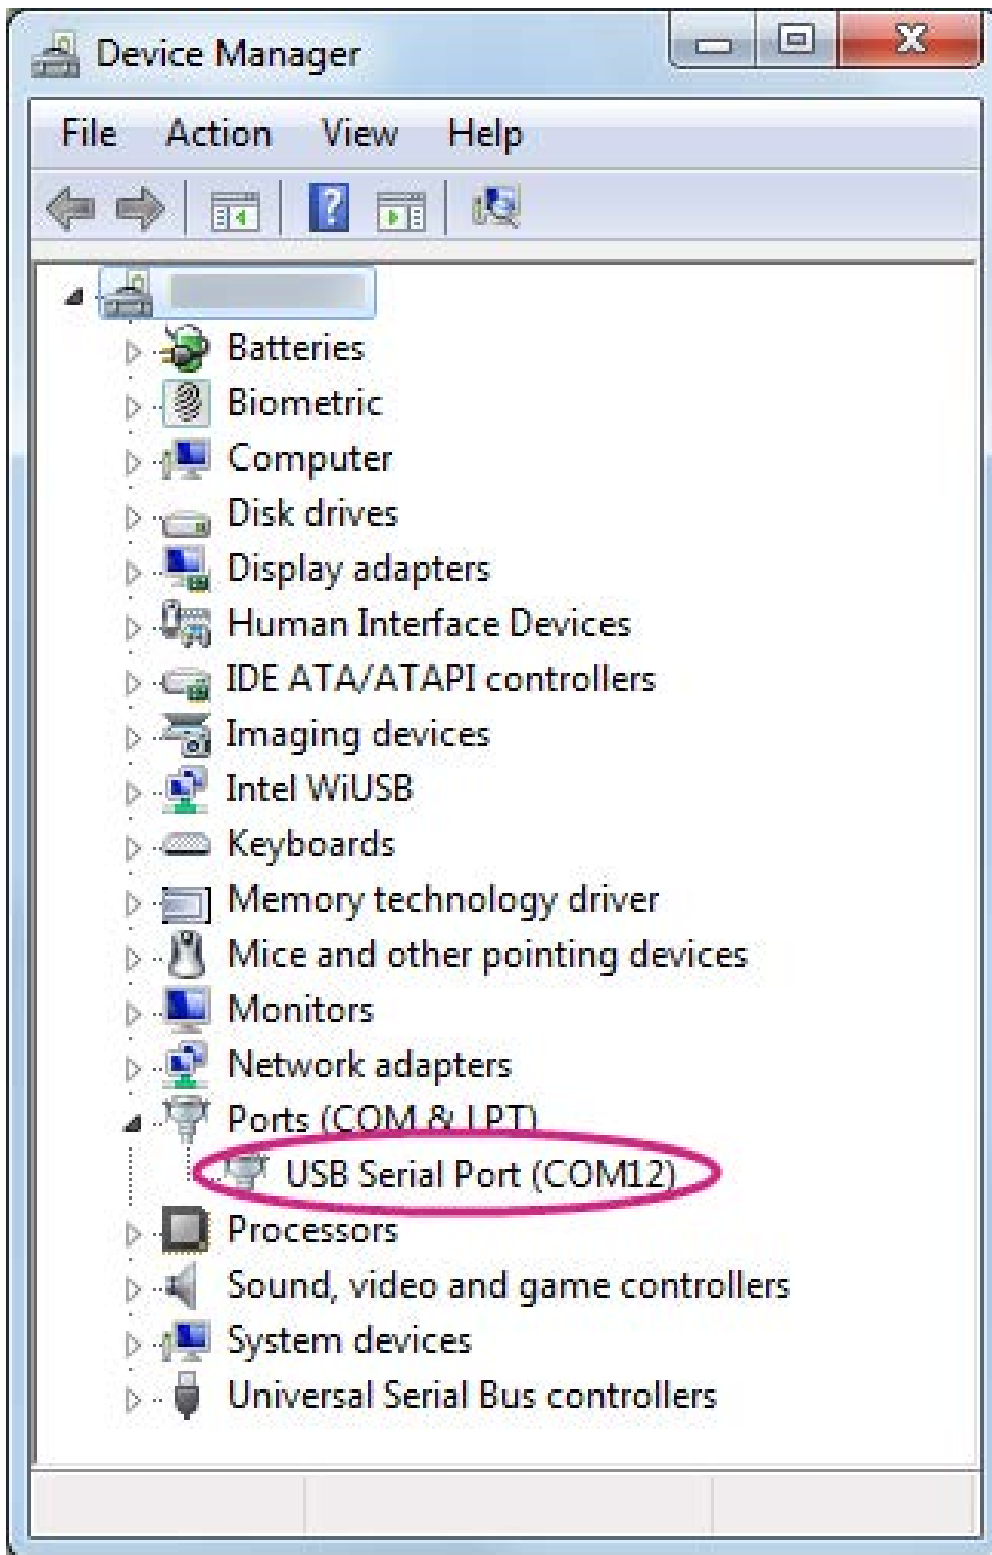 Device Manager
File Action View Help
Batteries
Biometric
Computer
Disk drives
Display adapters
Human Interface Devices
IDE ATA/ATAPI controllers
Imaging devices
Intel WiUSB
Keyboards
Memory technology driver
Mice and other pointing devices
Monitors
Network adapters
Ports (COM & LPT)
USB Serial Port (COM12)
Processors
Sound, video and game controllers
System devices
Universal Serial Bus controllers